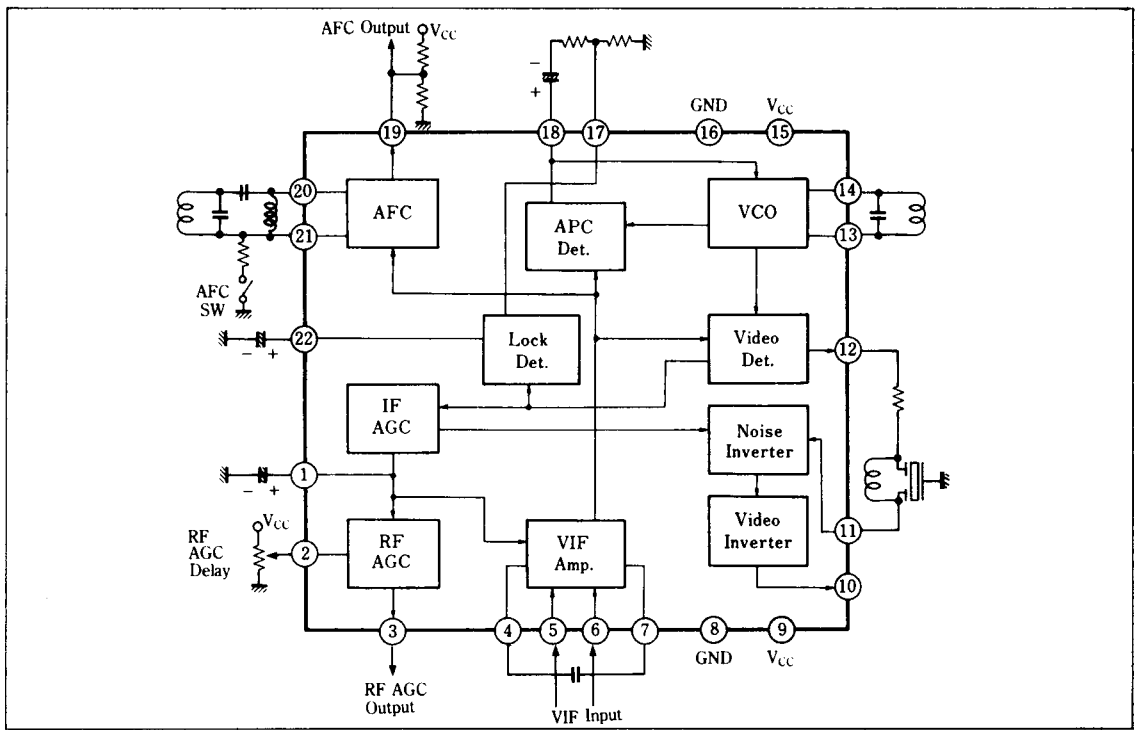 AFC Output
VCC
GND
VCC
19
18
17
16
15
20
AFC
APC
Det.
VCO
14
21
13
AFC
SW
22
Lock
Det.
Video
Det.
12
IF
AGC
Noise
Inverter
1
VCC
RF
AGC
Delay
2
RF
AGC
VIF
Amp.
Video
Inverter
11
10
3
4
5
6
7
8
9
GND
VCC
RF AGC
Output
VIF Input
- +
- +
-
+